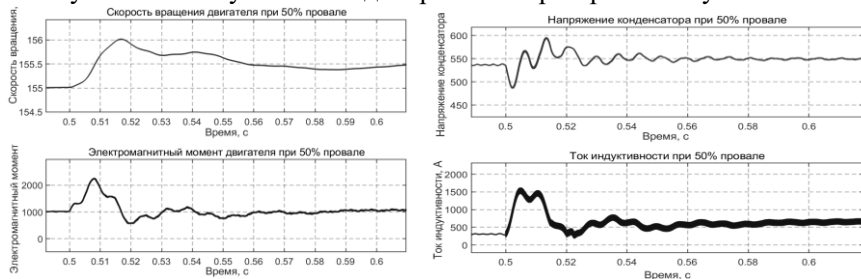 Скорость вращения двигателя при 50% провале
Скорость вращения,
156
155.5
155
154.5
0.5 0.51 0.52 0.53 0.54 0.55 0.56 0.57 0.58 0.59 0.6
Время, с
Напряжение конденсатора при 50% провале
Напряжение конденсатора
600
550
500
450
0.5 0.52 0.54 0.56 0.58 0.6
Время, с
Электромагнитый момент двигателя при 50% провале
Электромагнитый момент
2000
1000
0
0.5 0.51 0.52 0.53 0.54 0.55 0.56 0.57 0.58 0.59 0.6
Время, с
Ток индуктивности при 50% провале
Ток индуктивности, А
2000
1500
1000
500
0
0.5 0.52 0.54 0.56 0.58 0.6
Время, с